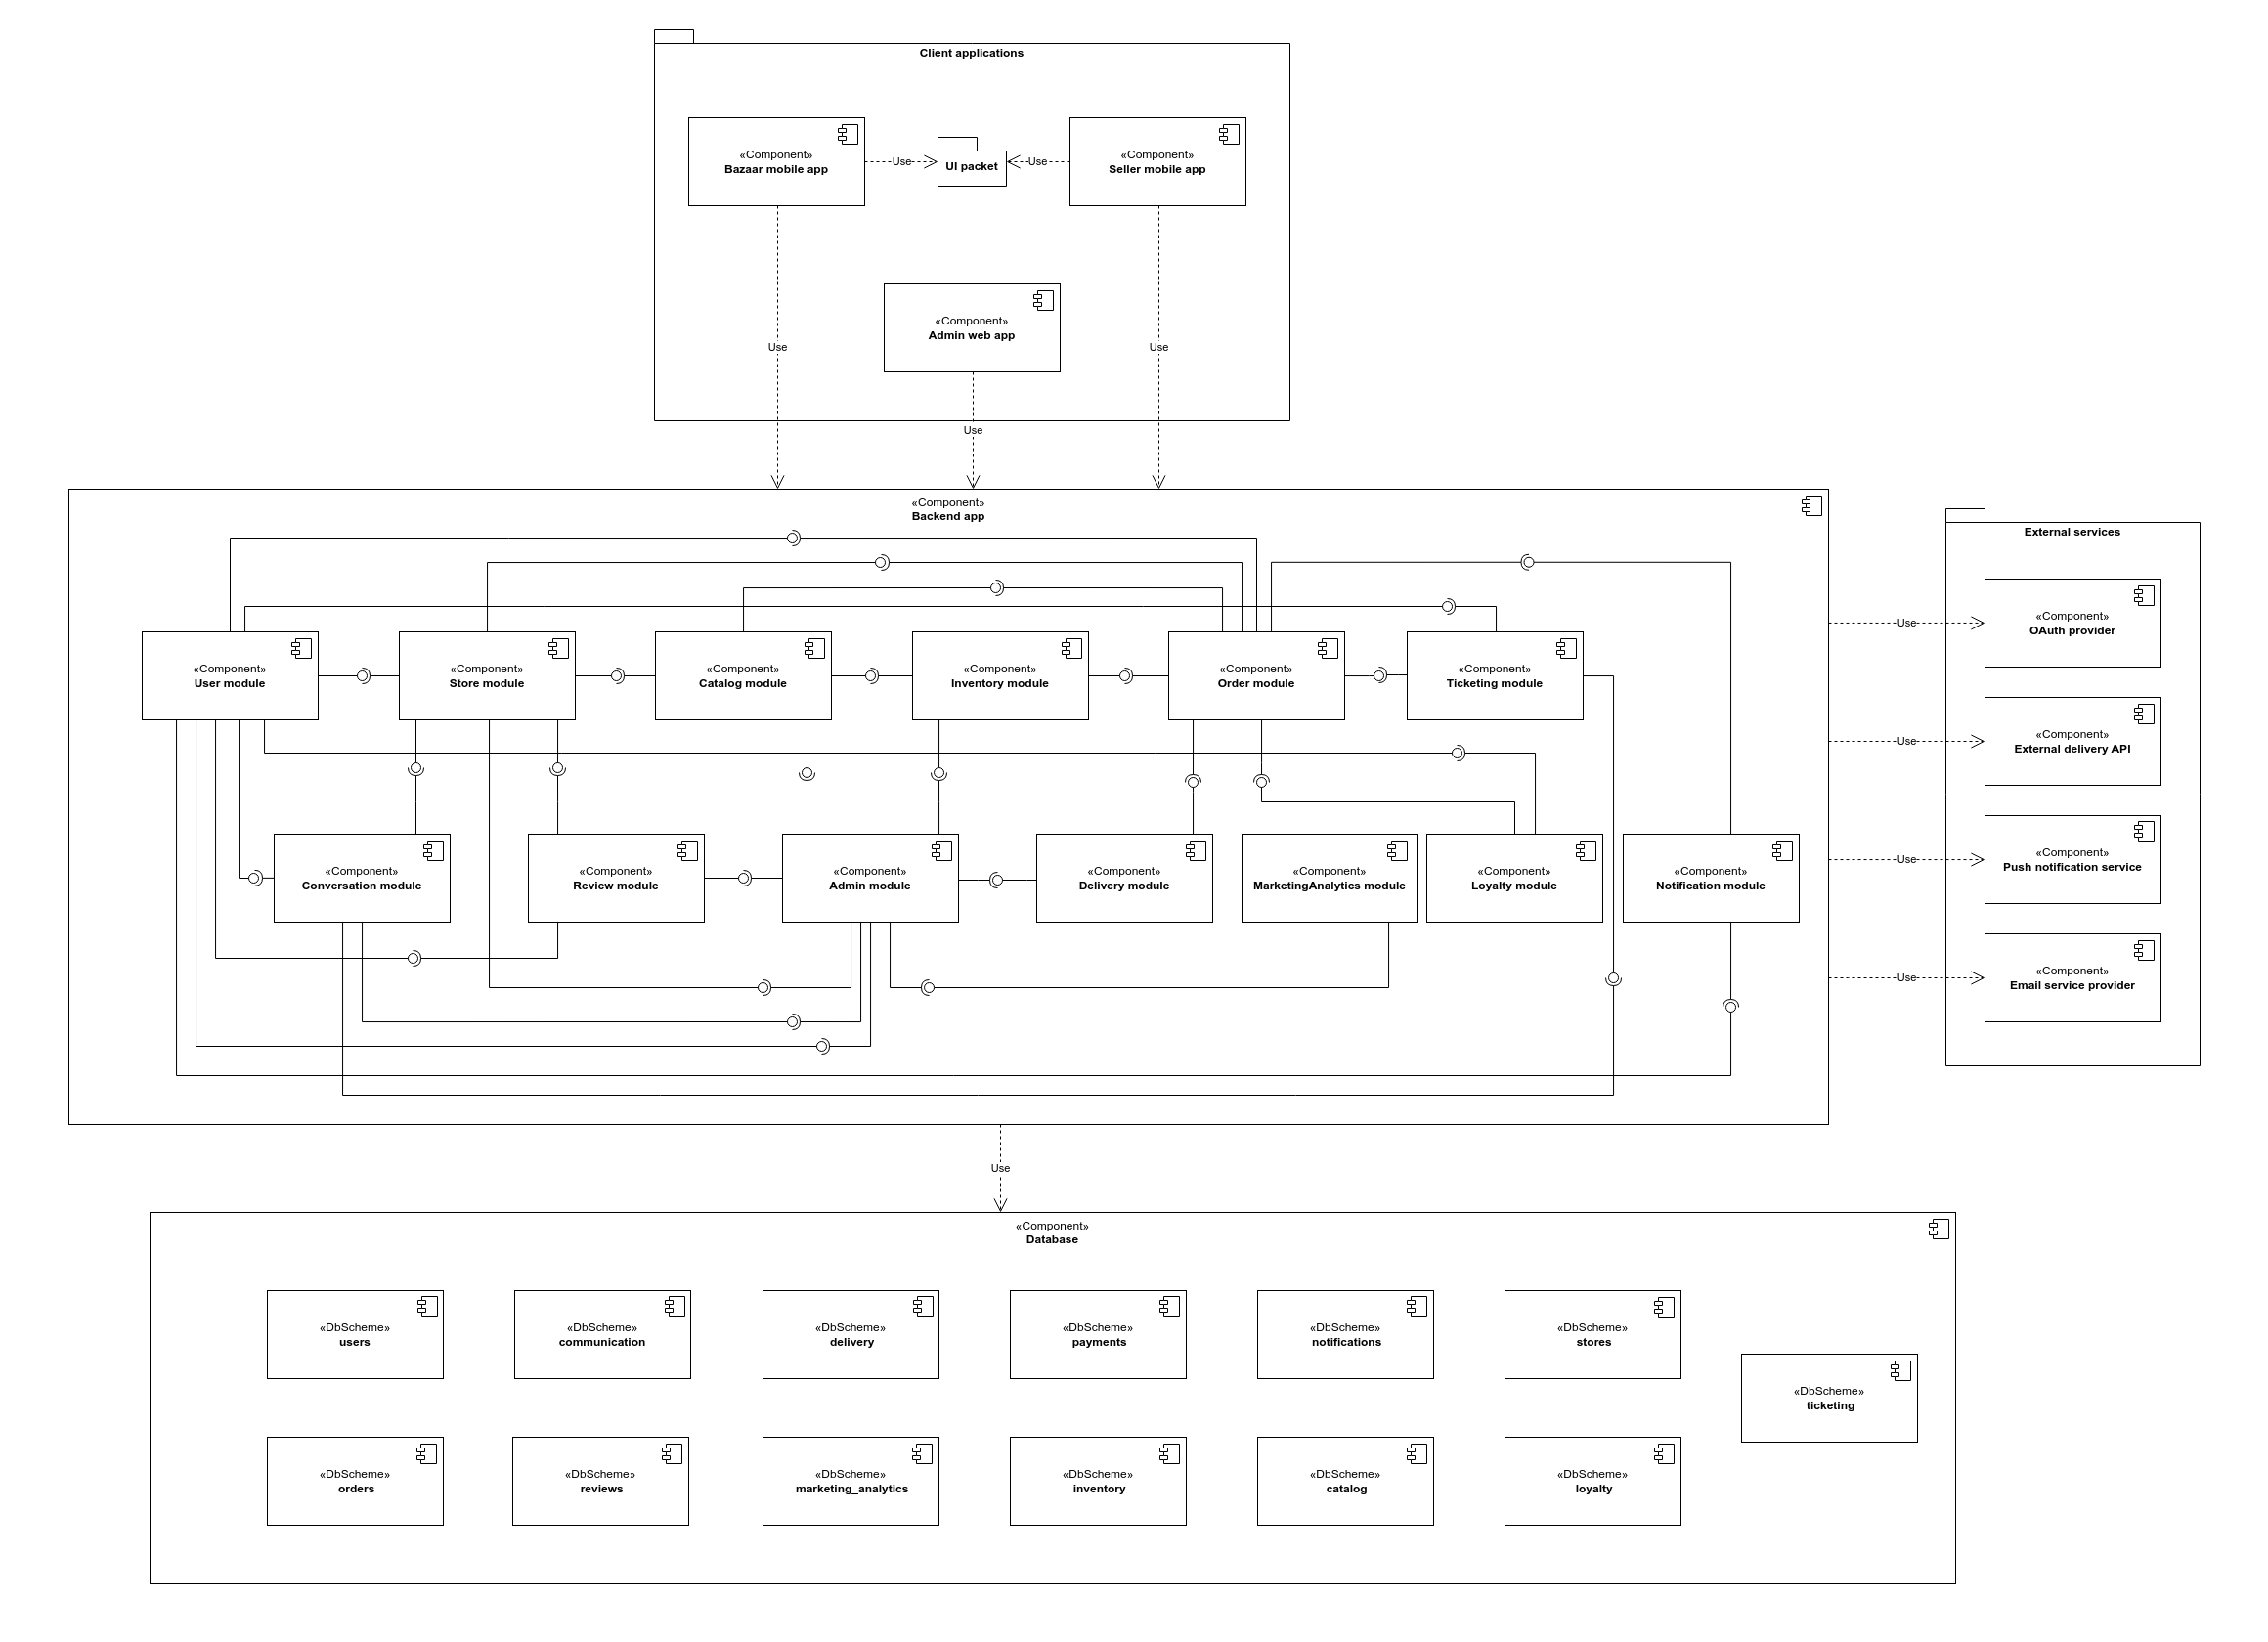 Client applications
«Component»
Bazaar mobile app
Use
UI packet
Use
«Component»
Seller mobile app
«Component»
Admin web app
Use
Use
Use
«Component»
Backend app
«Component»
User module
«Component»
Store module
«Component»
Catalog module
«Component»
Inventory module
«Component»
Order module
«Component»
Ticketing module
«Component»
Conversation module
«Component»
Review module
«Component»
Admin module
«Component»
Delivery module
«Component»
MarketingAnalytics module
«Component»
Loyalty module
«Component»
Notification module
Use
Use
Use
Use
External services
«Component»
OAuth provider
«Component»
External delivery API
«Component»
Push notification service
«Component»
Email service provider
Use
«Component»
Database
«DbScheme»
users
«DbScheme»
communication
«DbScheme»
delivery
«DbScheme»
payments
«DbScheme»
notifications
«DbScheme»
stores
«DbScheme»
ticketing
«DbScheme»
orders
«DbScheme»
reviews
«DbScheme»
marketing_analytics
«DbScheme»
inventory
«DbScheme»
catalog
«DbScheme»
loyalty